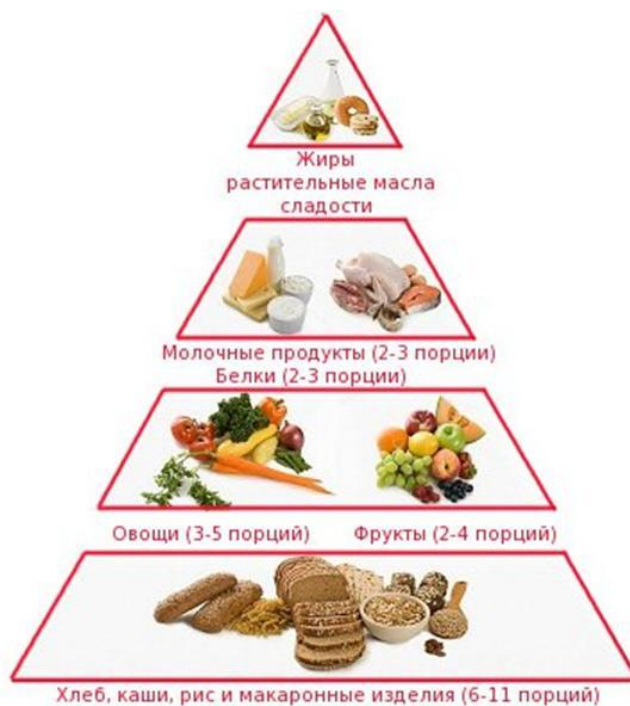 Жиры
растительные масла
сладости
Молочные продукты (2-3 порции)
Белки (2-3 порции)
Овощи (3-5 порций)
Фрукты (2-4 порций)
Хлеб, каши, рис и макаронные изделия (6-11 порций)